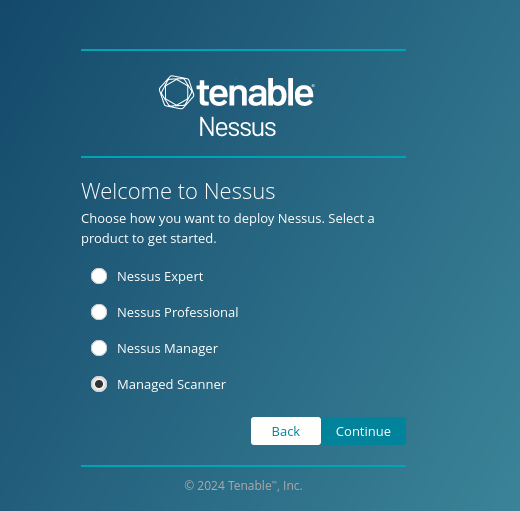 tenable
Nessus
Welcome to Nessus
Choose how you want to deploy Nessus. Select a
product to get started.
Nessus Expert
Nessus Professional
Nessus Manager
Managed Scanner
Back
Continue
© 2024 Tenable™, Inc.